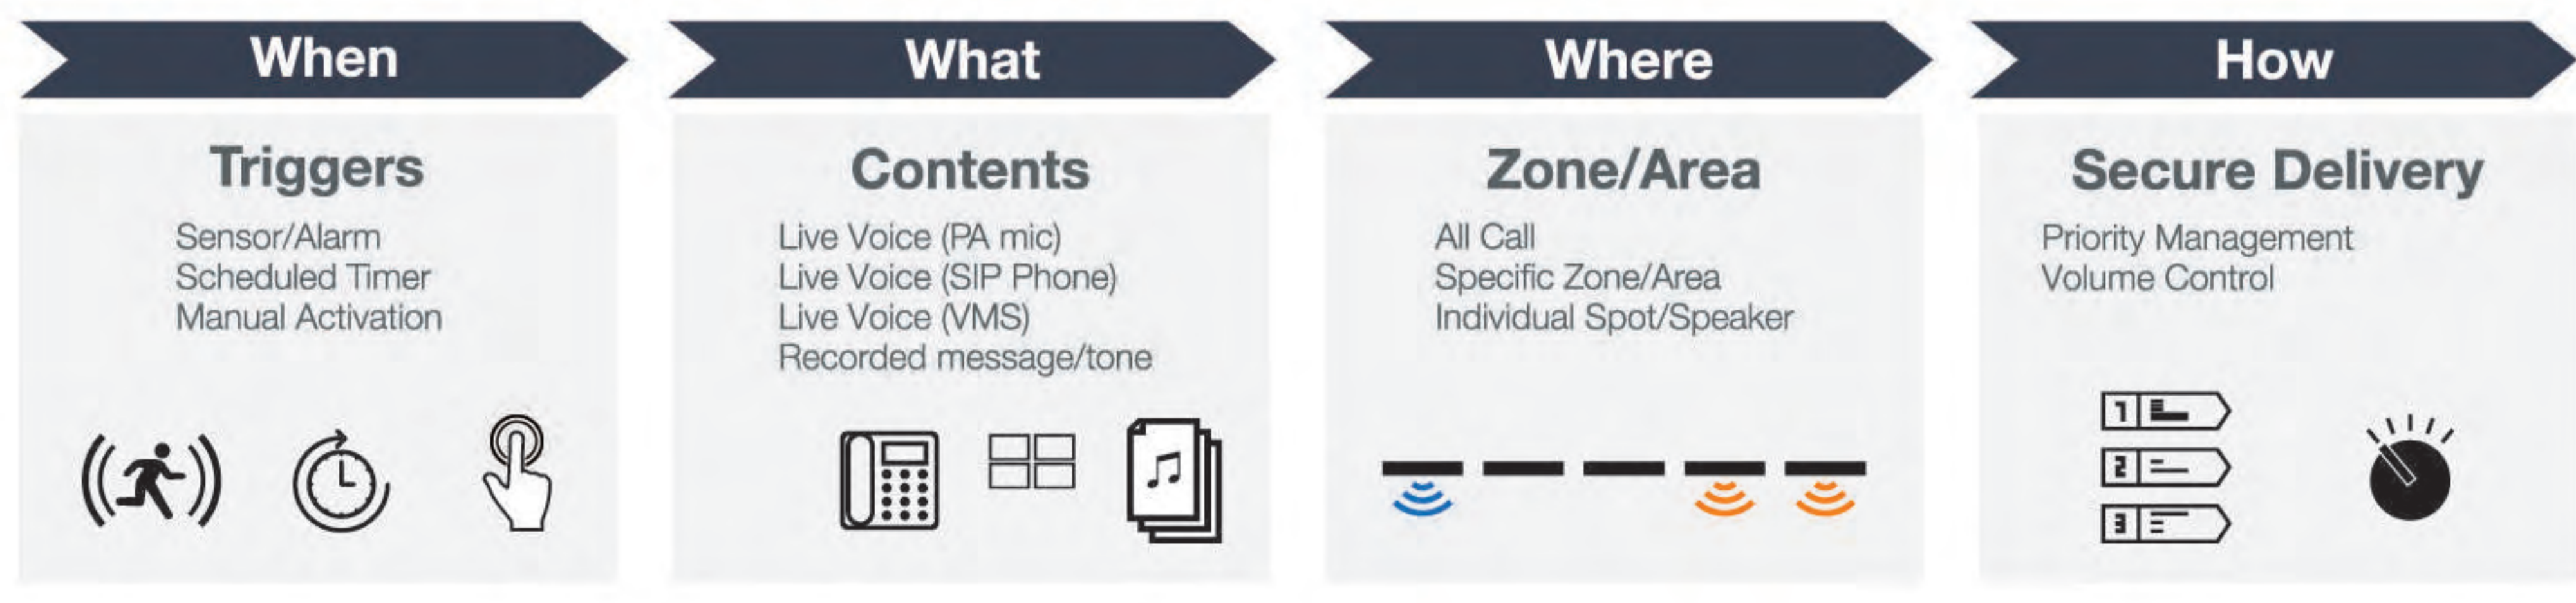 When
Triggers
Sensor/Alarm
Scheduled Timer
Manual Activation
What
Contents
Live Voice (PA mic)
Live Voice (SIP Phone)
Live Voice (VMS)
Recorded message/tone
Where
Zone/Area
All Call
Specific Zone/Area
Individual Spot/Speaker
How
Secure Delivery
Priority Management
Volume Control
1
2
3